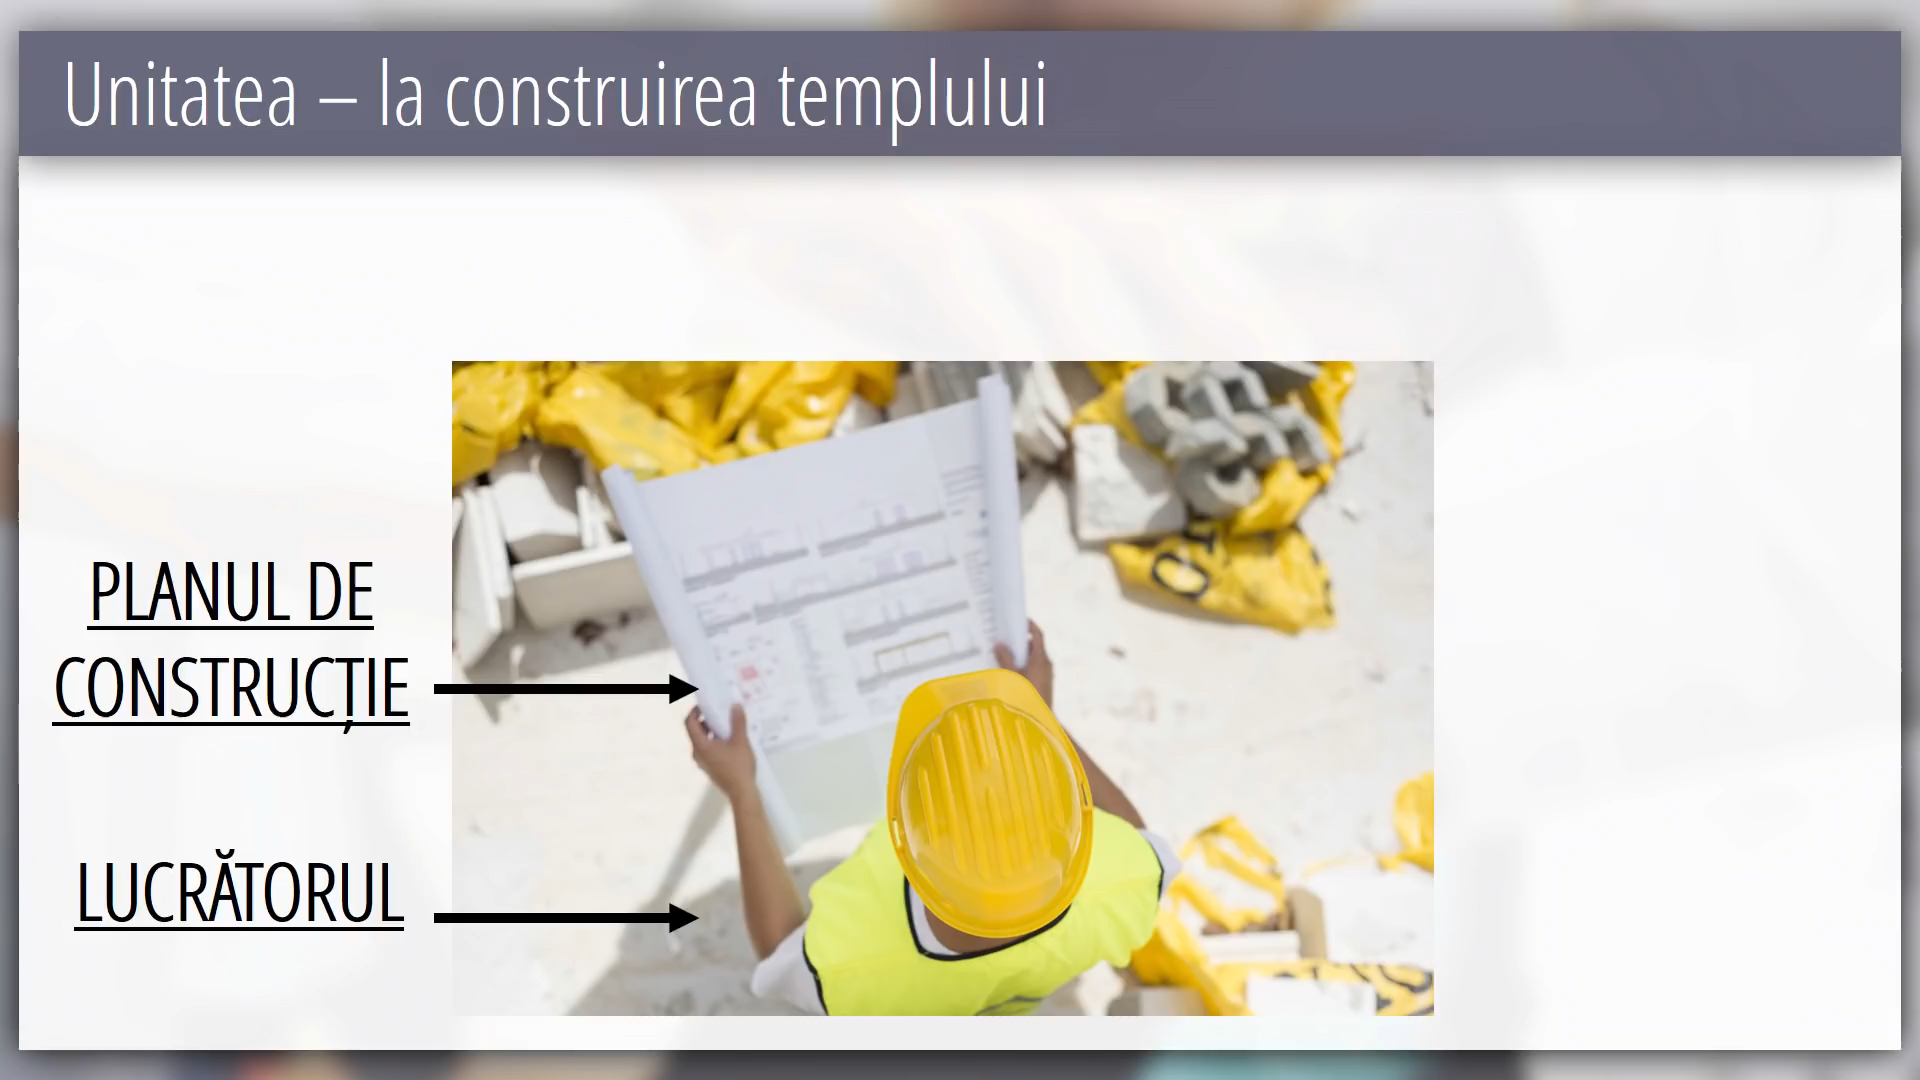 Unitatea – la construirea templului
PLANUL DE
CONSTRUCȚIE
LUCRĂTORUL